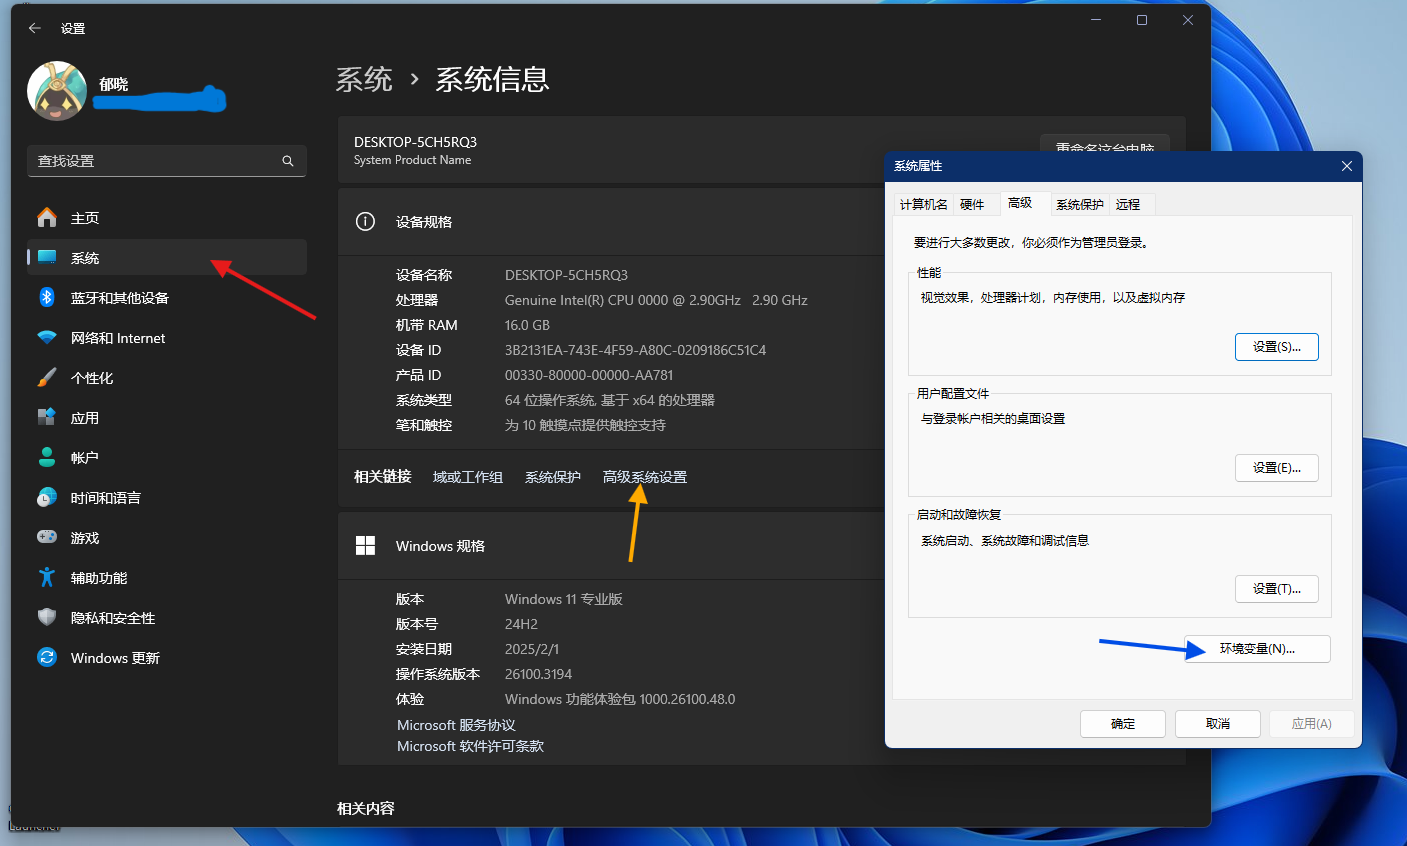 设置
郁晓
查找设置
主页
系统
蓝牙和其他设备
网络和 Internet
个性化
应用
帐户
时间和语言
游戏
辅助功能
隐私和安全性
Windows 更新
系统 › 系统信息
DESKTOP-5CH5RQ3
System Product Name
重命名这台电脑
设备规格
设备名称 DESKTOP-5CH5RQ3
处理器 Genuine Intel(R) CPU 0000 @ 2.90GHz 2.90 GHz
机带 RAM 16.0 GB
设备 ID 3B2131EA-743E-4F59-A80C-0209186C51C4
产品 ID 00330-80000-00000-AA781
系统类型 64 位操作系统, 基于 x64 的处理器
笔和触控 为 10 触摸点提供触控支持
相关链接 域或工作组 系统保护 高级系统设置
Windows 规格
版本 Windows 11 专业版
版本号 24H2
安装日期 2025/2/1
操作系统版本 26100.3194
体验 Windows 功能体验包 1000.26100.48.0
Microsoft 服务协议
Microsoft 软件许可条款
相关内容
系统属性
计算机名 硬件 高级 系统保护 远程
要进行大多数更改，你必须作为管理员登录。
性能
视觉效果，处理器计划，内存使用，以及虚拟内存
设置(S)...
用户配置文件
与登录帐户相关的桌面设置
设置(E)...
启动和故障恢复
系统启动、系统故障和调试信息
设置(T)...
环境变量(N)...
确定 取消 应用(A)
Launcher